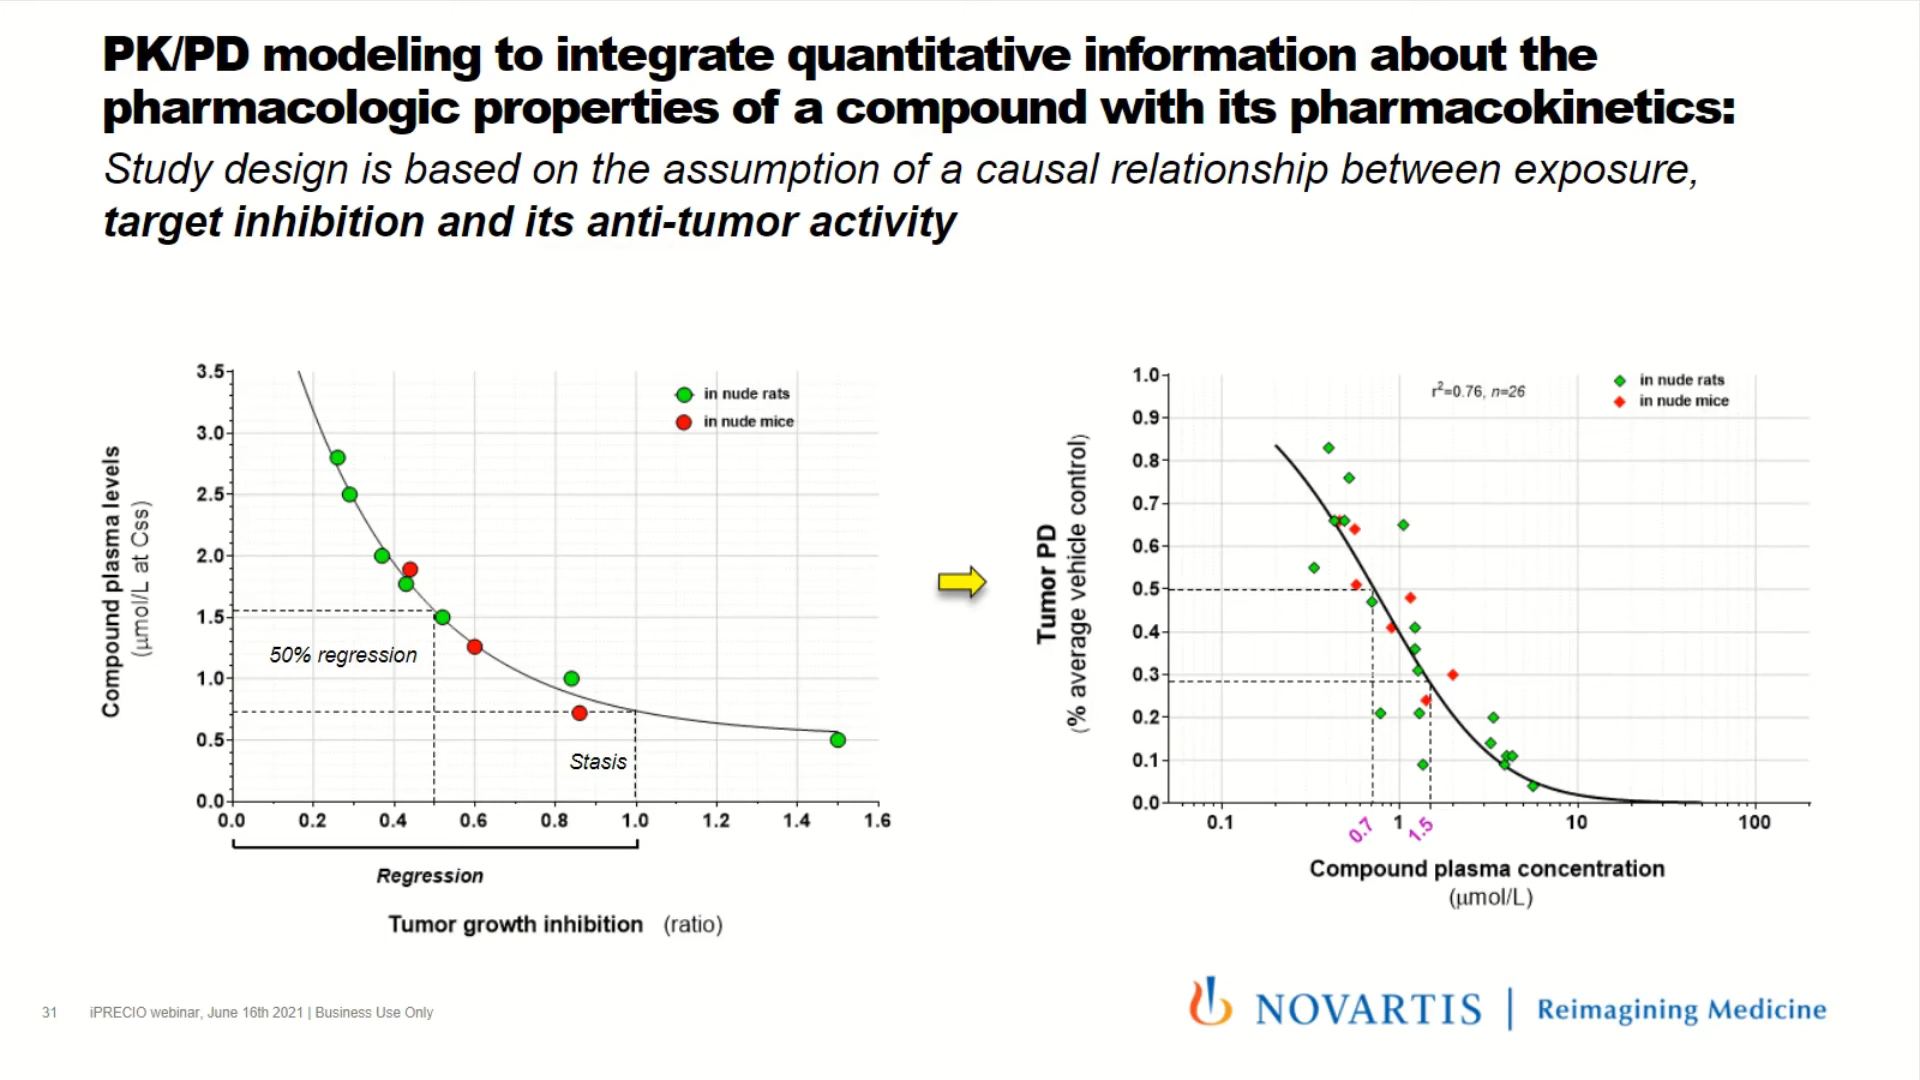 PK/PD modeling to integrate quantitative information about the
pharmacologic properties of a compound with its pharmacokinetics:
Study design is based on the assumption of a causal relationship between exposure,
target inhibition and its anti-tumor activity
Compound plasma levels
(µmol/L at Css)
3.5
3.0
2.5
2.0
1.5
1.0
0.5
0.0
in nude rats
in nude mice
50% regression
Stasis
0.0 0.2 0.4 0.6 0.8 1.0 1.2 1.4 1.6
Regression
Tumor growth inhibition (ratio)
Tumor PD
(% average vehicle control)
1.0
0.9
0.8
0.7
0.6
0.5
0.4
0.3
0.2
0.1
0.0
r²=0.76, n=26
in nude rats
in nude mice
0.1 0.7 1 1.5 10 100
Compound plasma concentration
(µmol/L)
31 iPRECIO webinar, June 16th 2021 | Business Use Only
NOVARTIS | Reimagining Medicine